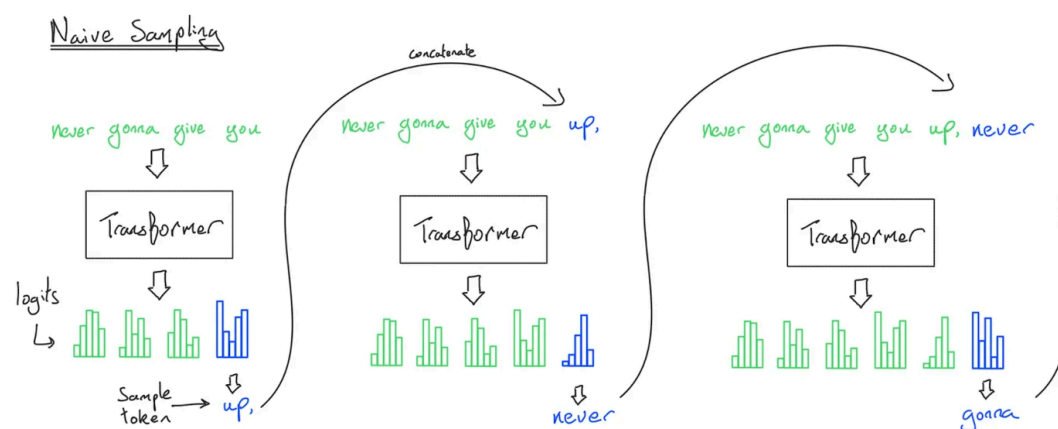 Naive Sampling
concatenate
never gonna give you
never gonna give you up,
never gonna give you up, never
Transformer
Transformer
Transformer
logits
Sample
token
up,
never
gonna